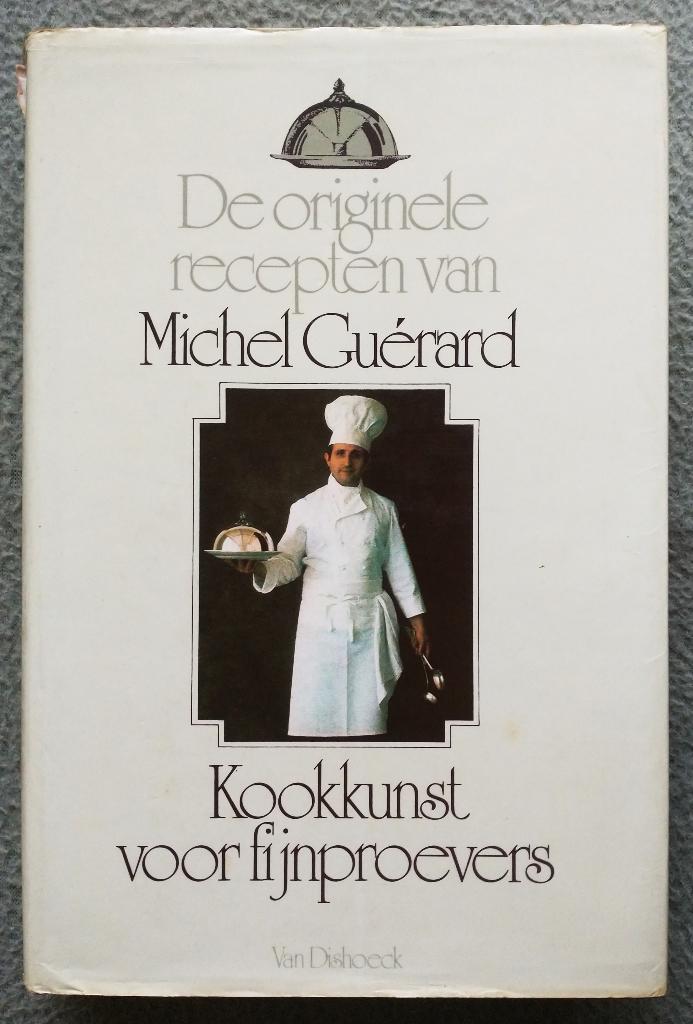 De originele
recepten van
Michel Guérard
Kookkunst
voor fijnproevers
Van Dishoeck